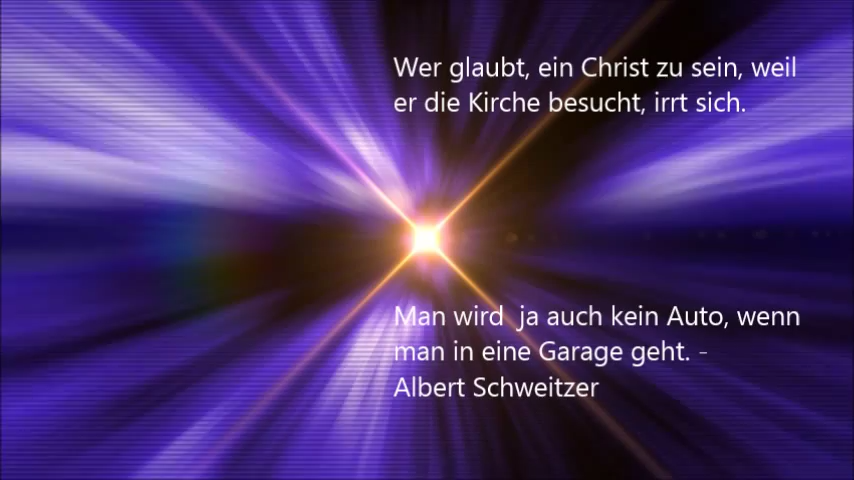 Wer glaubt, ein Christ zu sein, weil
er die Kirche besucht, irrt sich.
Man wird  ja auch kein Auto, wenn
man in eine Garage geht. -
Albert Schweitzer